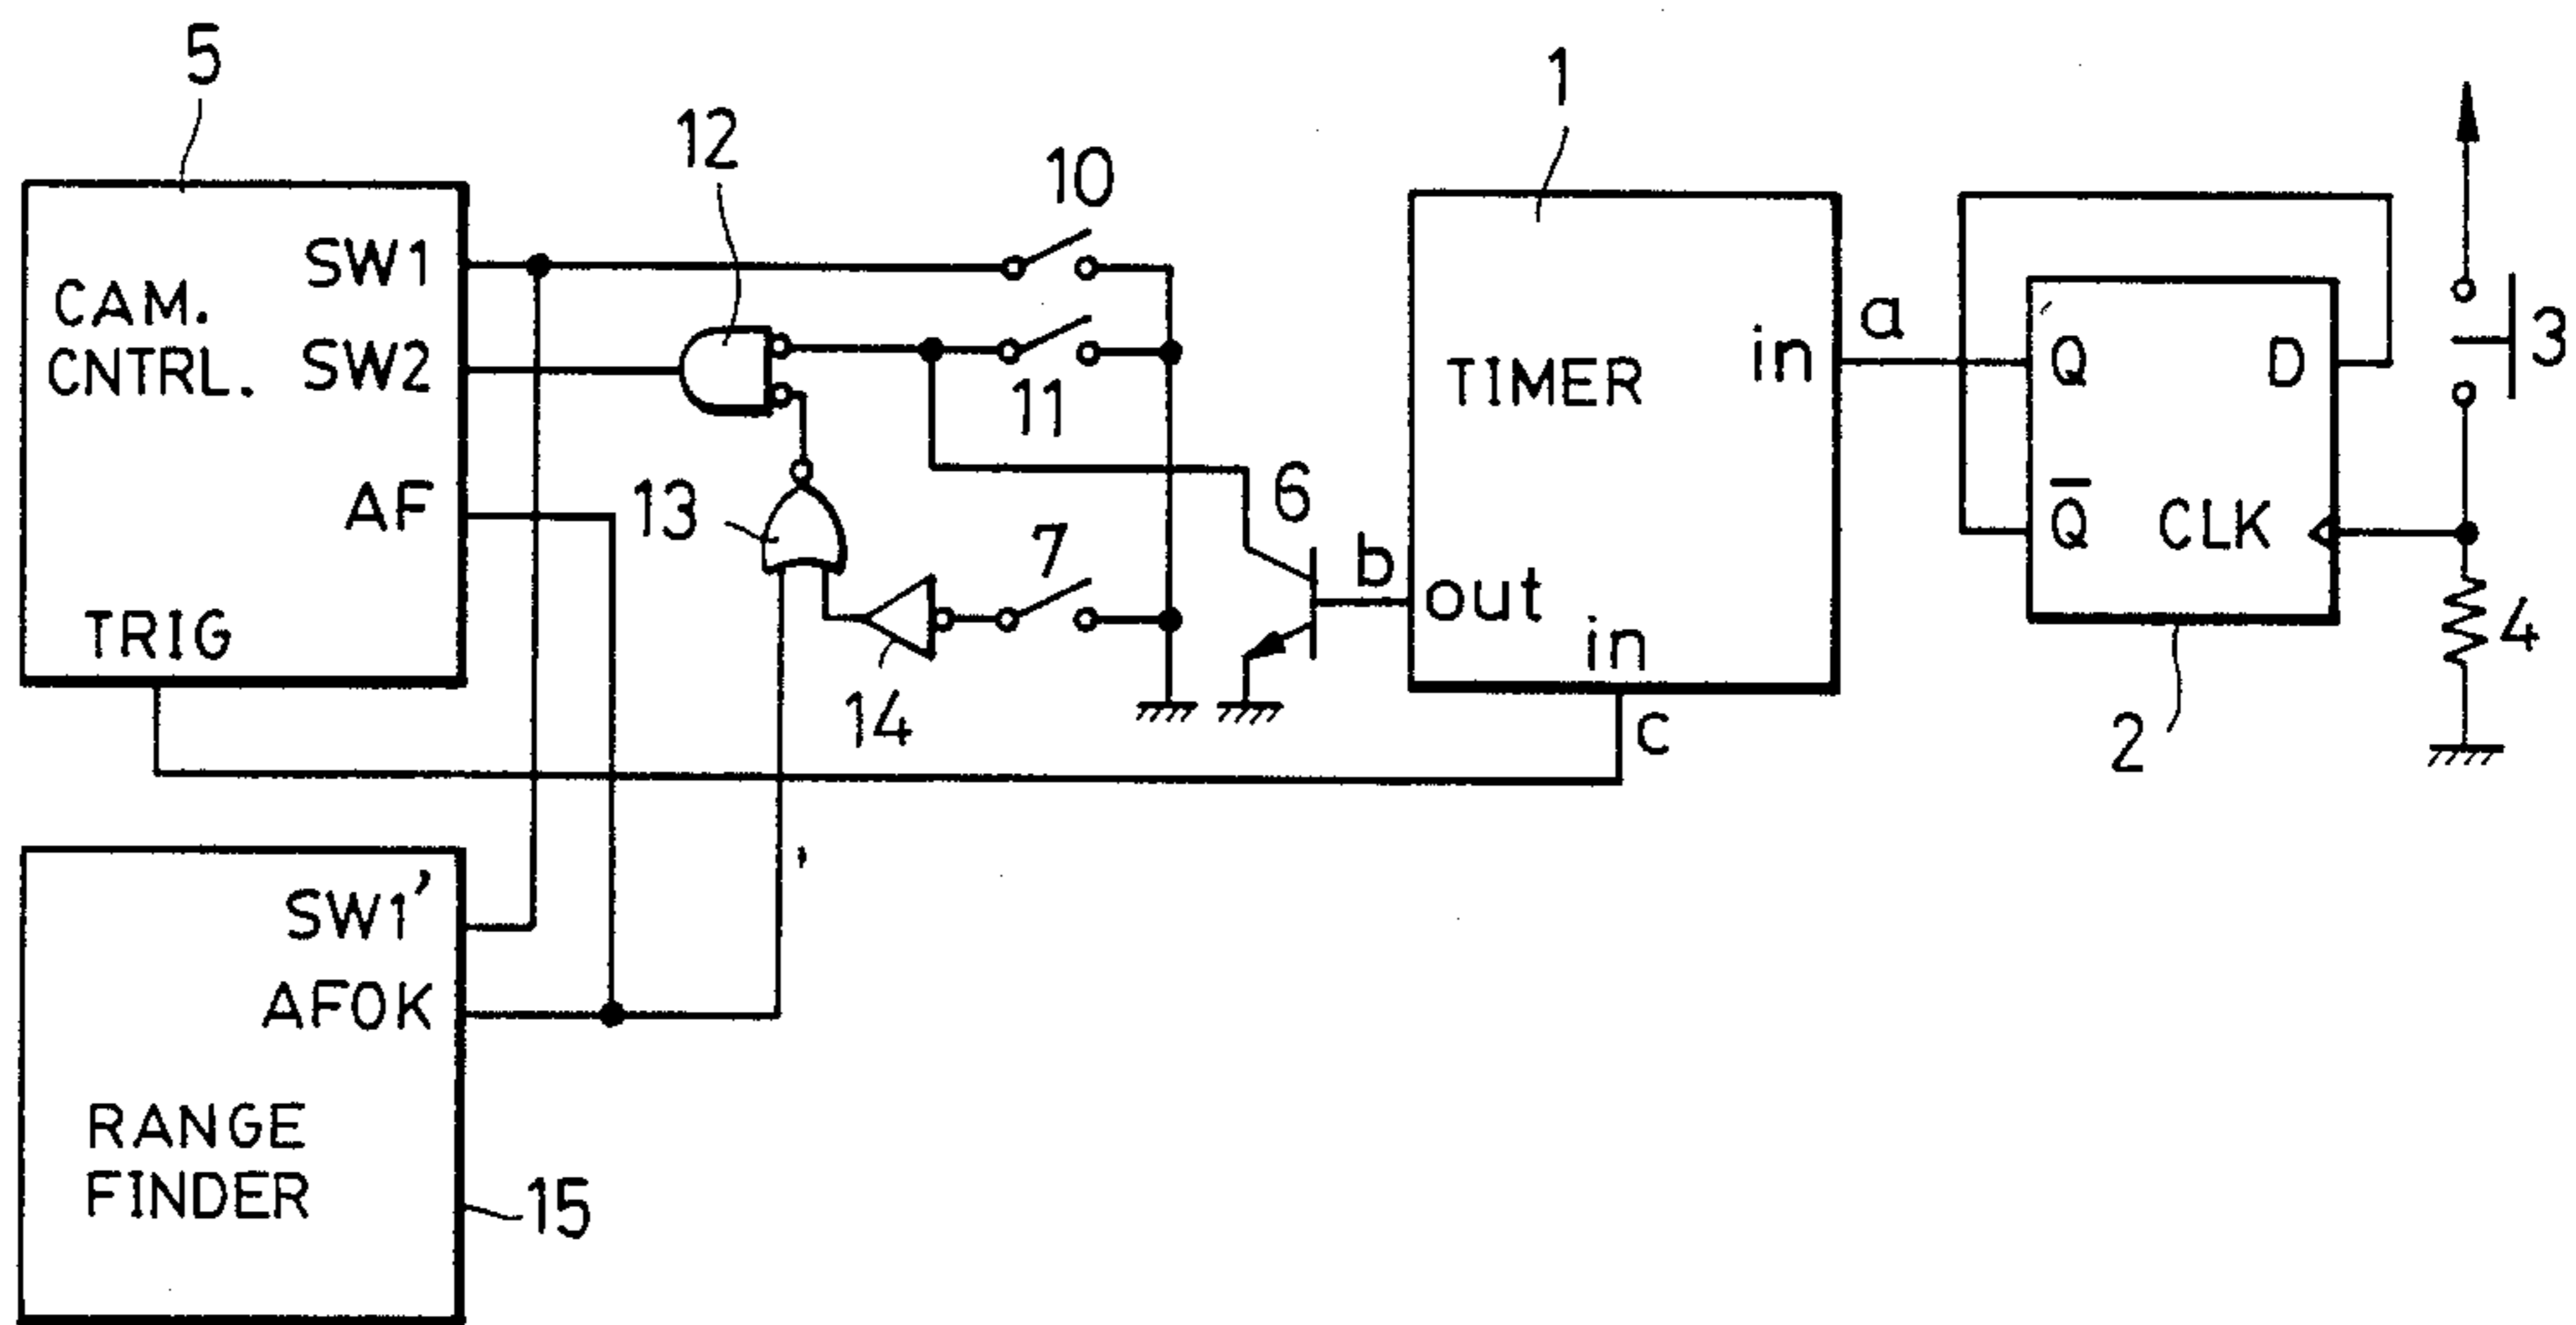 5
12
10
1
SW1
CAM.
CNTRL.
SW2
11
AF
13
7
6
b
TRIG
14
TIMER
in
a
out
in
c
Q
D
Q̅
CLK
3
4
2
SW1'
AFOK
RANGE
FINDER
15